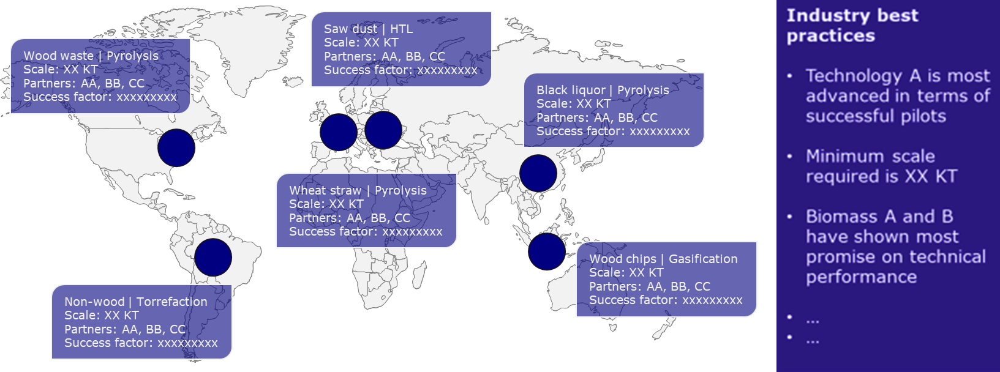 Saw dust | HTL
Scale: XX KT
Partners: AA, BB, CC
Success factor: xxxxxxxxx
Wood waste | Pyrolysis
Scale: XX KT
Partners: AA, BB, CC
Success factor: xxxxxxxxx
Black liquor | Pyrolysis
Scale: XX KT
Partners: AA, BB, CC
Success factor: xxxxxxxxx
Wheat straw | Pyrolysis
Scale: XX KT
Partners: AA, BB, CC
Success factor: xxxxxxxxx
Wood chips | Gasification
Scale: XX KT
Partners: AA, BB, CC
Success factor: xxxxxxxxx
Non-wood | Torrefaction
Scale: XX KT
Partners: AA, BB, CC
Success factor: xxxxxxxxx
Industry best
practices
• Technology A is most
advanced in terms of
successful pilots
• Minimum scale
required is XX KT
• Biomass A and B
have shown most
promise on technical
performance
• ...
• ...